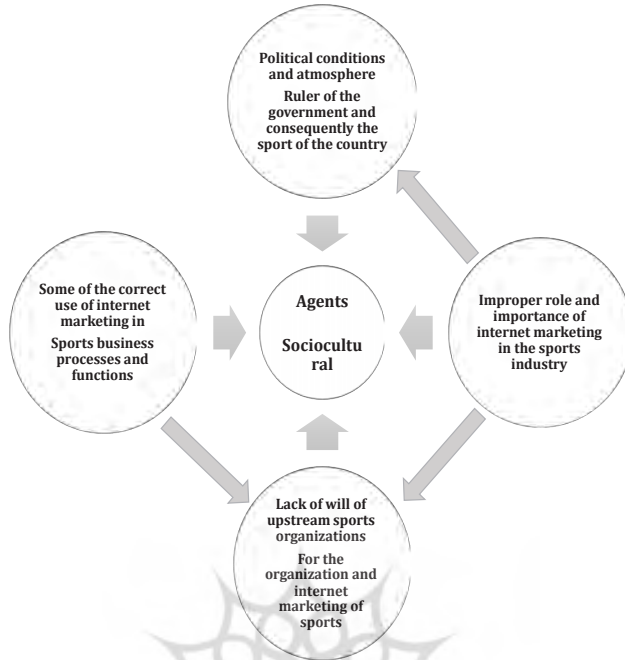 Political conditions
and atmosphere
Ruler of the
government and
consequently the
sport of the country
Some of the correct
use of internet
marketing in
Sports business
processes and
functions
Agents
Sociocultu
ral
Improper role and
importance of
internet marketing
in the sports
industry
Lack of will of
upstream sports
organizations
For the
organization and
internet
marketing of
sports